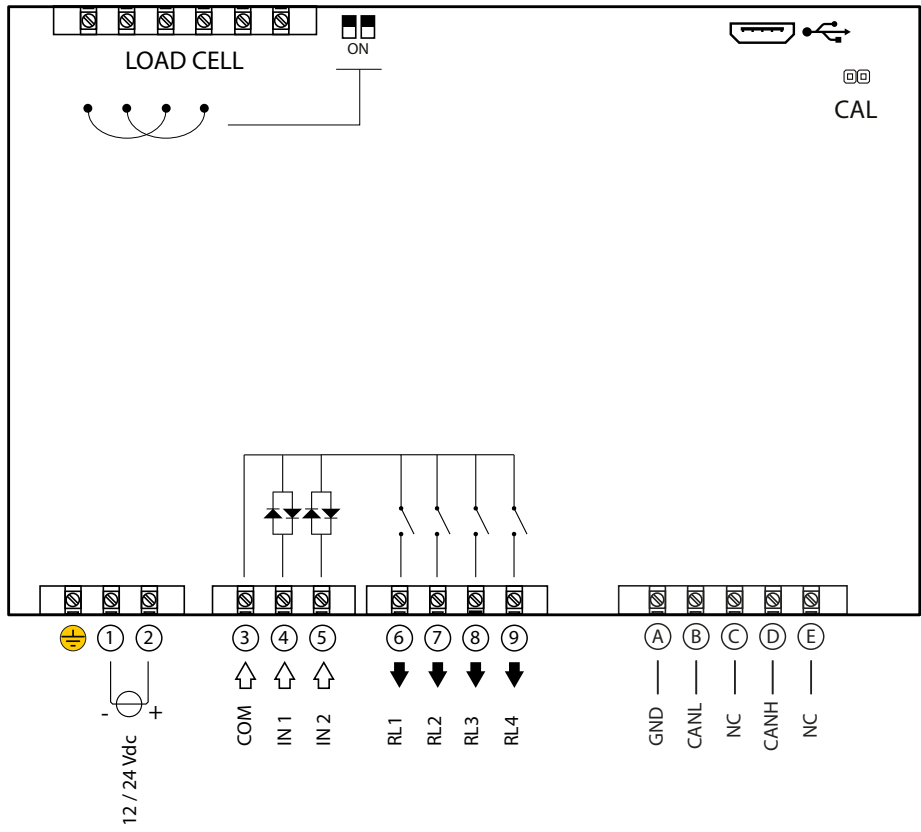 ON
LOAD CELL
CAL
1 2 3 4 5 6 7 8 9 A B C D E
- +
12 / 24 Vdc
COM
IN 1
IN 2
RL1
RL2
RL3
RL4
GND
CANL
NC
CANH
NC